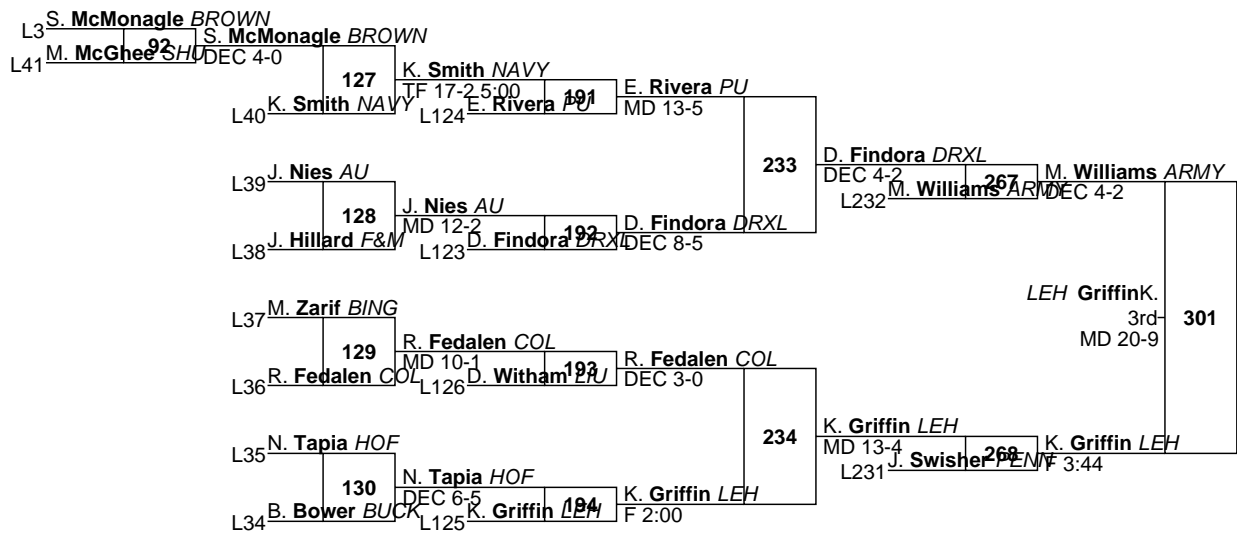 S. McMonagle BROWN
L3
92
M. McGhee SHU
L41
S. McMonagle BROWN
DEC 4-0
127
K. Smith NAVY
L40
K. Smith NAVY
TF 17-2 5:00
191
E. Rivera PU
L124
E. Rivera PU
MD 13-5
233
J. Nies AU
L39
128
J. Hillard F&M
L38
J. Nies AU
MD 12-2
192
D. Findora DRXL
L123
D. Findora DRXL
DEC 8-5
D. Findora DRXL
DEC 4-2
267
M. Williams ARMY
L232
M. Williams ARMY
DEC 4-2
M. Zarif BING
L37
129
R. Fedalen COL
L36
R. Fedalen COL
MD 10-1
193
D. Witham LIU
L126
R. Fedalen COL
DEC 3-0
234
N. Tapia HOF
L35
130
B. Bower BUCK
L34
N. Tapia HOF
DEC 6-5
194
K. Griffin LEH
L125
K. Griffin LEH
F 2:00
K. Griffin LEH
MD 13-4
268
J. Swisher PENN
L231
K. Griffin LEH
F 3:44
LEH GriffinK.
3rd
MD 20-9
301